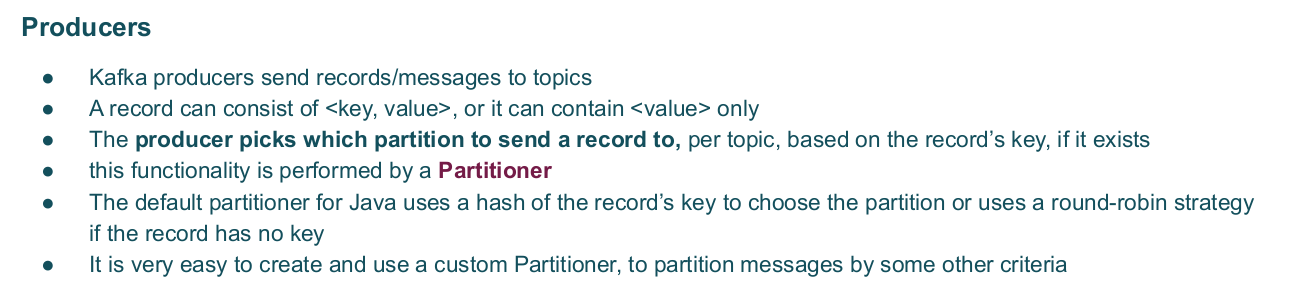 Producers
● Kafka producers send records/messages to topics
● A record can consist of <key, value>, or it can contain <value> only
● The producer picks which partition to send a record to, per topic, based on the record’s key, if it exists
● this functionality is performed by a Partitioner
● The default partitioner for Java uses a hash of the record’s key to choose the partition or uses a round-robin strategy
if the record has no key
● It is very easy to create and use a custom Partitioner, to partition messages by some other criteria